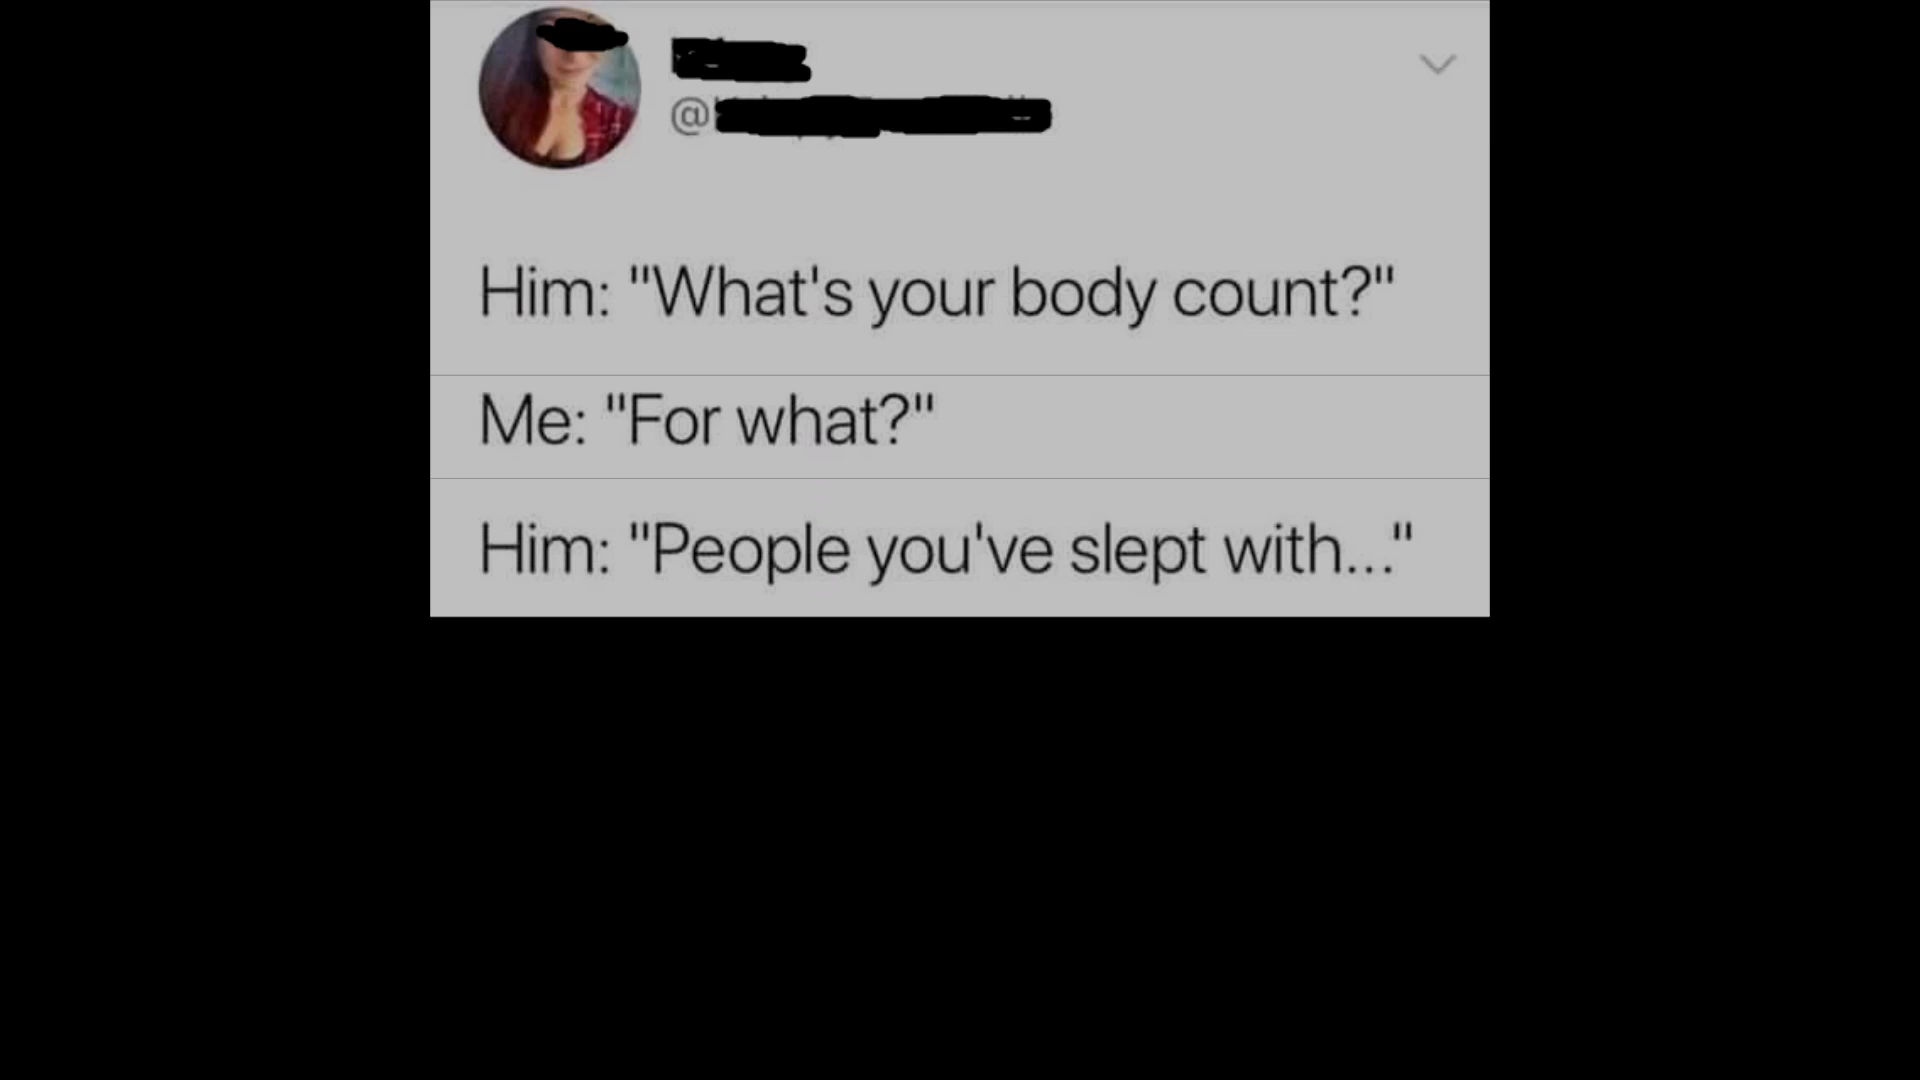 @
Him: "What's your body count?"
Me: "For what?"
Him: "People you've slept with..."